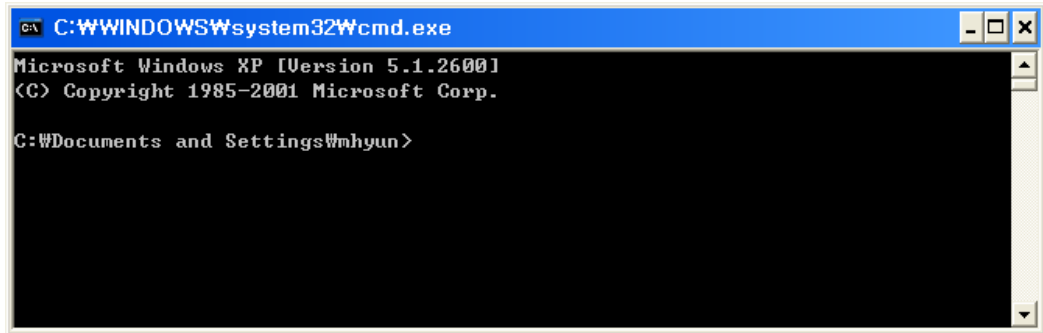 C:₩WINDOWS₩system32₩cmd.exe
Microsoft Windows XP [Version 5.1.2600]
(C) Copyright 1985-2001 Microsoft Corp.
C:₩Documents and Settings₩mhyun>